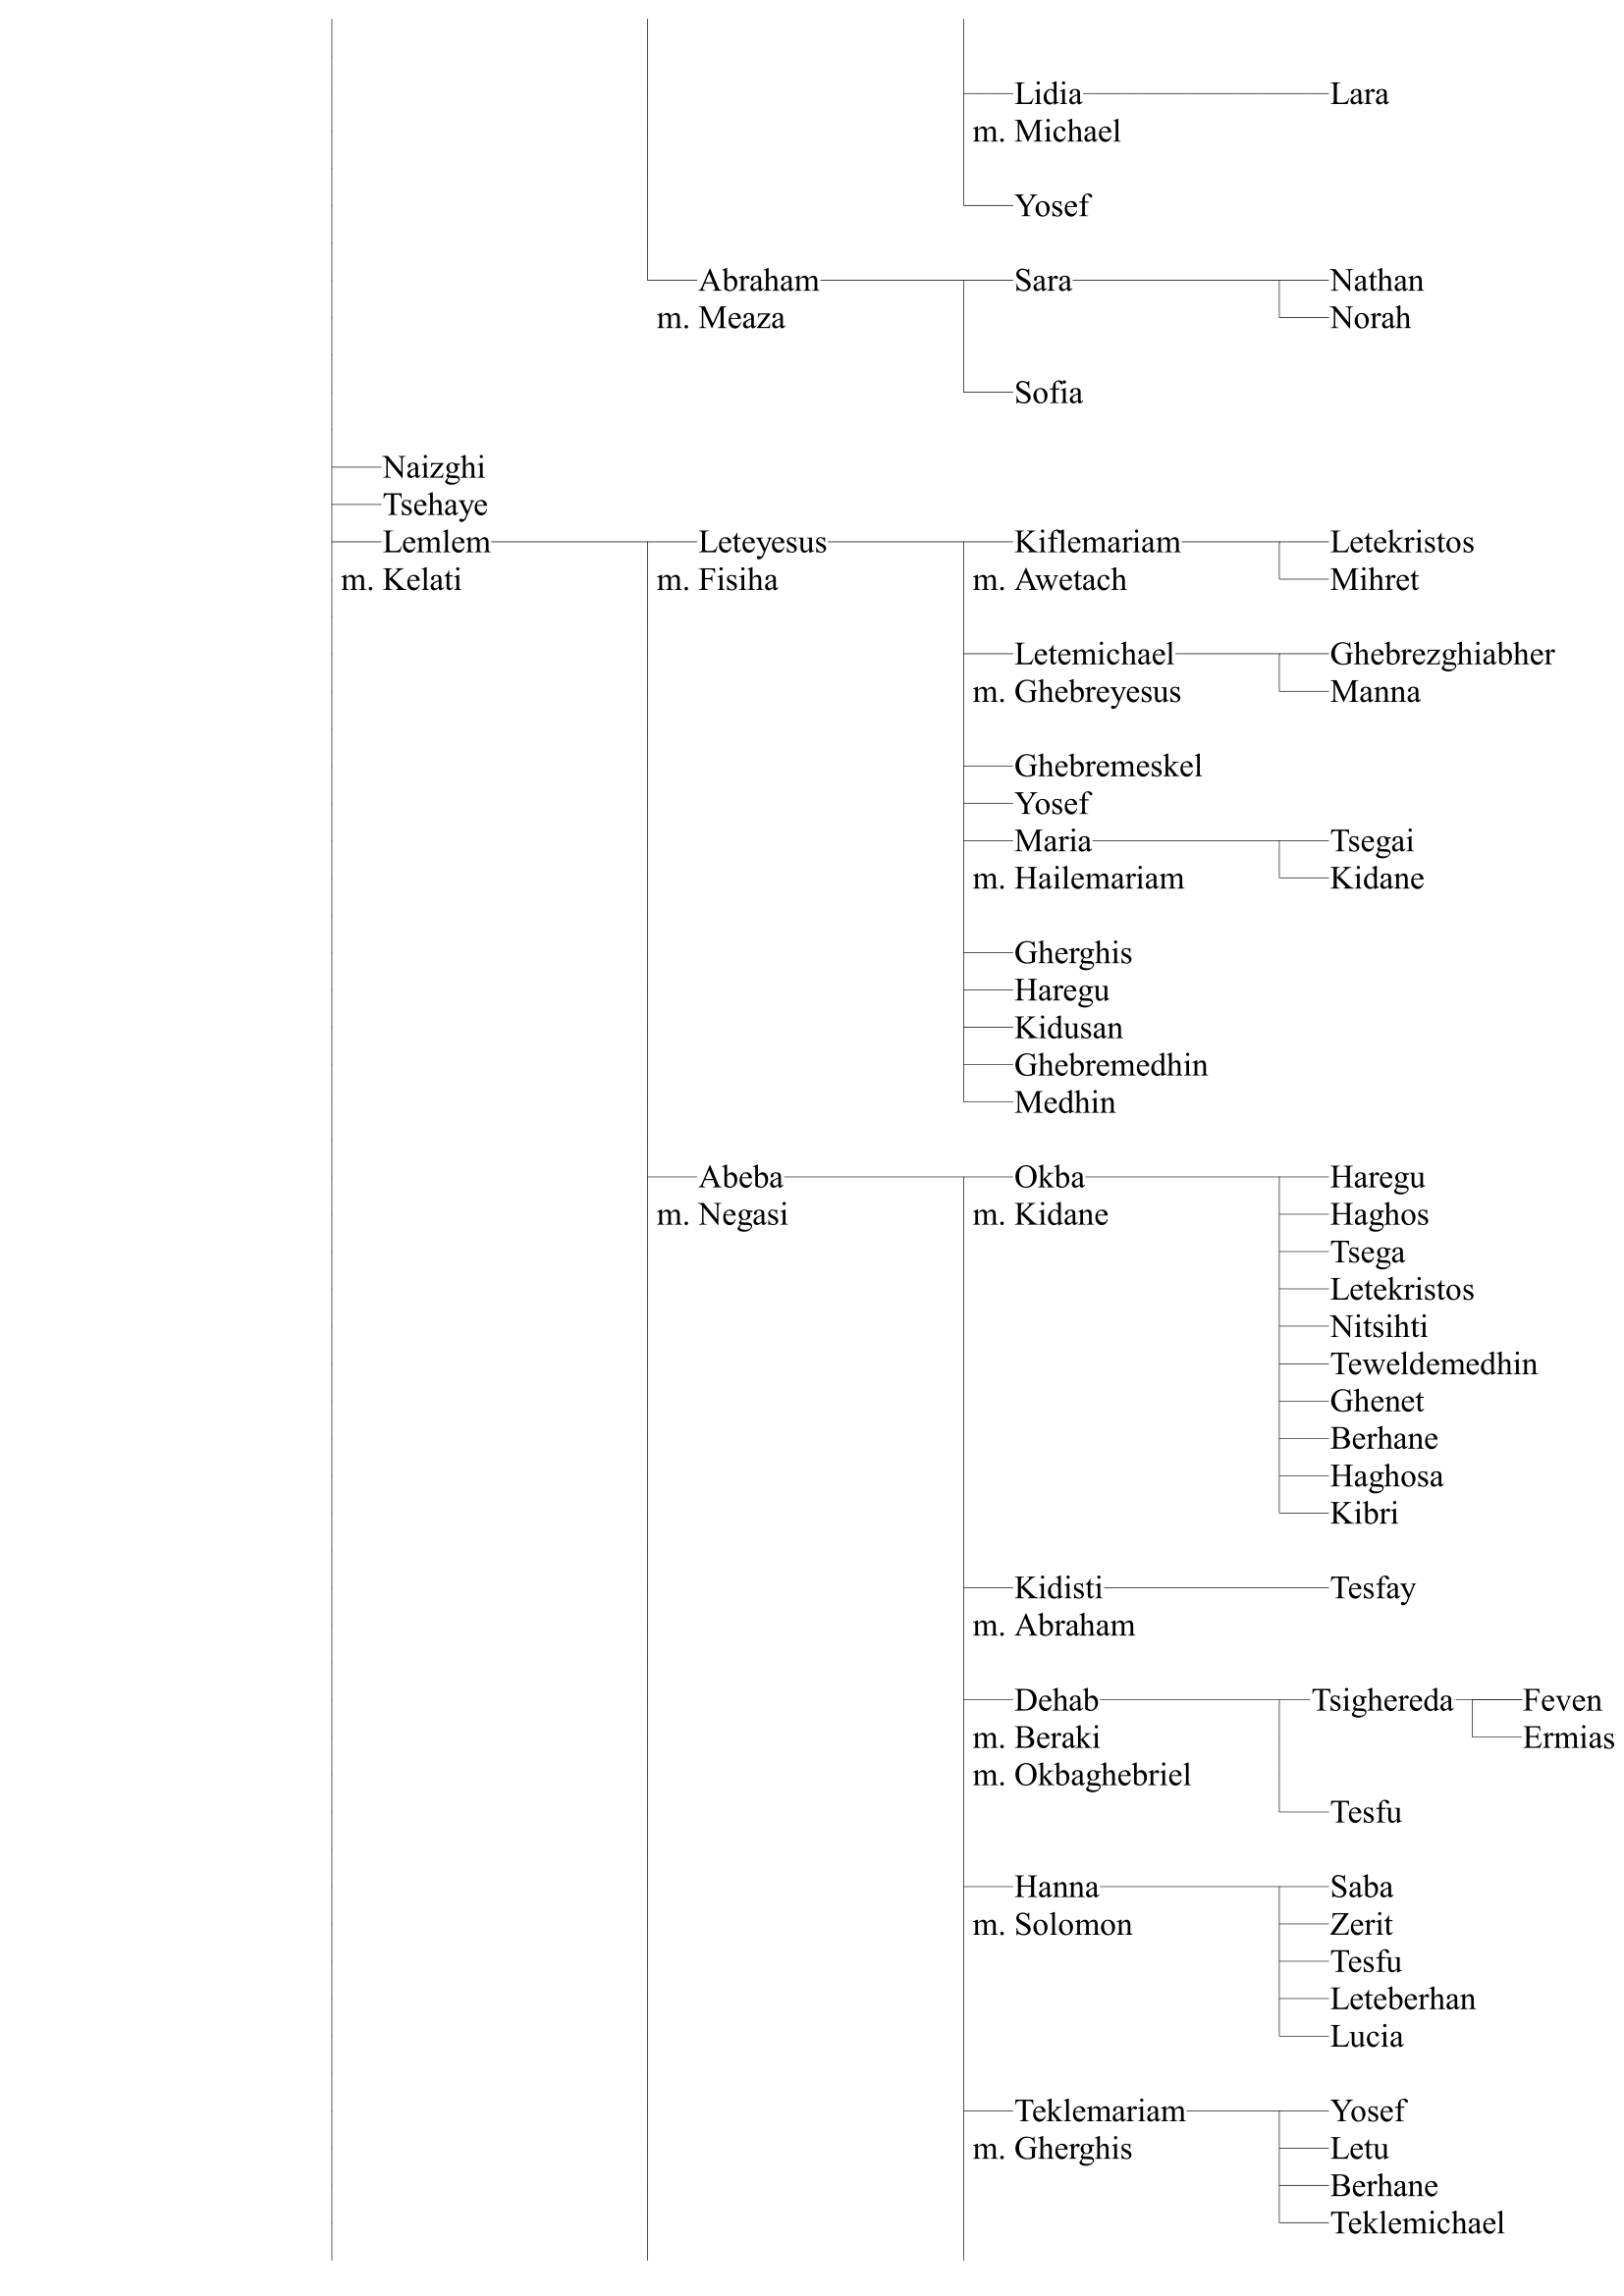 Lidia Lara
m. Michael
Yosef
Abraham Sara Nathan
m. Meaza Norah
Sofia
Naizghi
Tsehaye
Lemlem Leteyesus Kiflemariam Letekristos
m. Kelati m. Fisiha m. Awetach Mihret
Letemichael Ghebrezghiabher
m. Ghebreyesus Manna
Ghebremeskel
Yosef
Maria Tsegai
m. Hailemariam Kidane
Gherghis
Haregu
Kidusan
Ghebremedhin
Medhin
Abeba Okba Haregu
m. Negasi m. Kidane Haghos
Tsega
Letekristos
Nitsihti
Teweldemedhin
Ghenet
Berhane
Haghosa
Kibri
Kidisti Tesfay
m. Abraham
Dehab Tsighereda Feven
m. Beraki Ermias
m. Okbaghebriel
Tesfu
Hanna Saba
m. Solomon Zerit
Tesfu
Leteberhan
Lucia
Teklemariam Yosef
m. Gherghis Letu
Berhane
Teklemichael